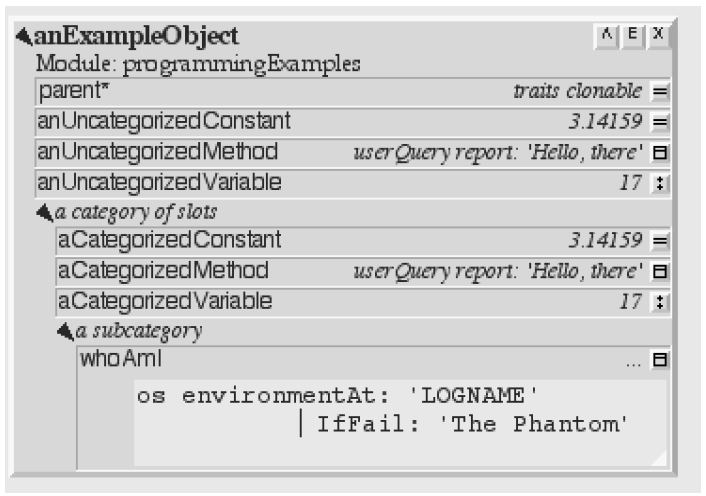 anExampleObject Λ E X
Module: programmingExamples
parent* traits clonable =
anUncategorizedConstant 3.14159 =
anUncategorizedMethod userQuery report: 'Hello, there'
anUncategorizedVariable 17 :
a category of slots
aCategorizedConstant 3.14159 =
aCategorizedMethod userQuery report: 'Hello, there'
aCategorizedVariable 17 :
a subcategory
whoAmI ...
os environmentAt: 'LOGNAME'
| IfFail: 'The Phantom'